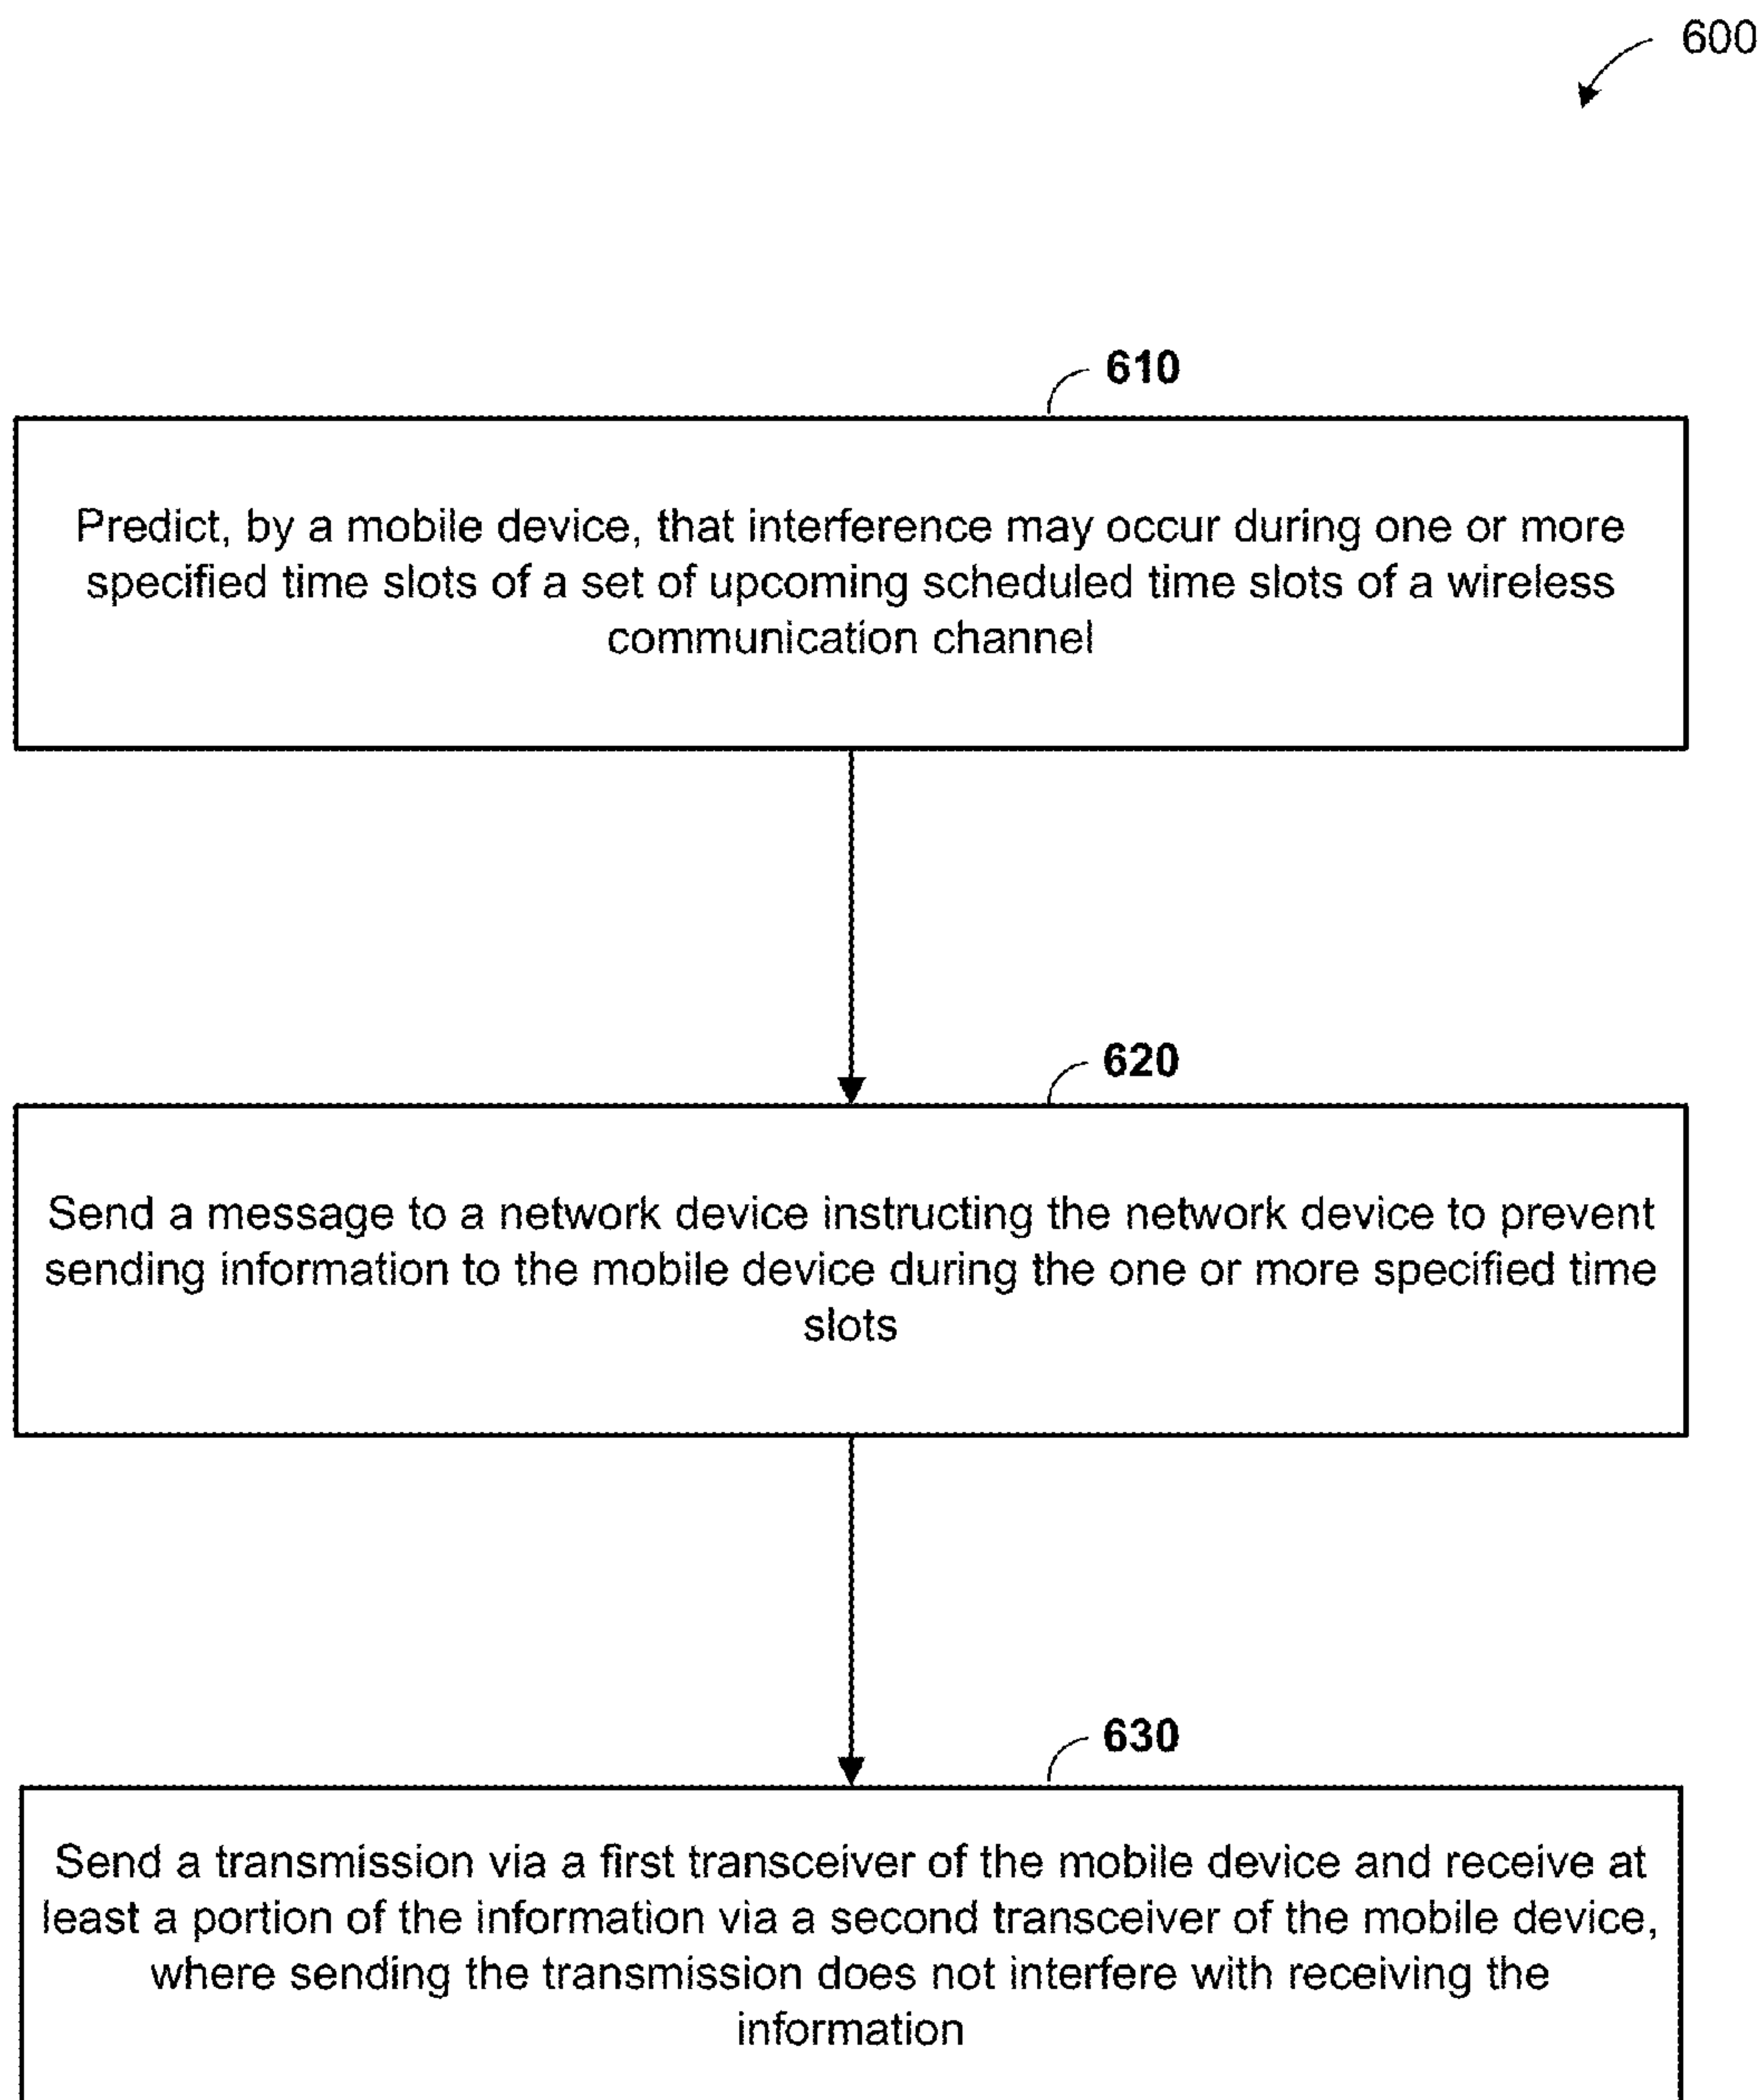 600
610
Predict, by a mobile device, that interference may occur during one or more
specified time slots of a set of upcoming scheduled time slots of a wireless
communication channel
620
Send a message to a network device instructing the network device to prevent
sending information to the mobile device during the one or more specified time
slots
630
Send a transmission via a first transceiver of the mobile device and receive at
least a portion of the information via a second transceiver of the mobile device,
where sending the transmission does not interfere with receiving the
information